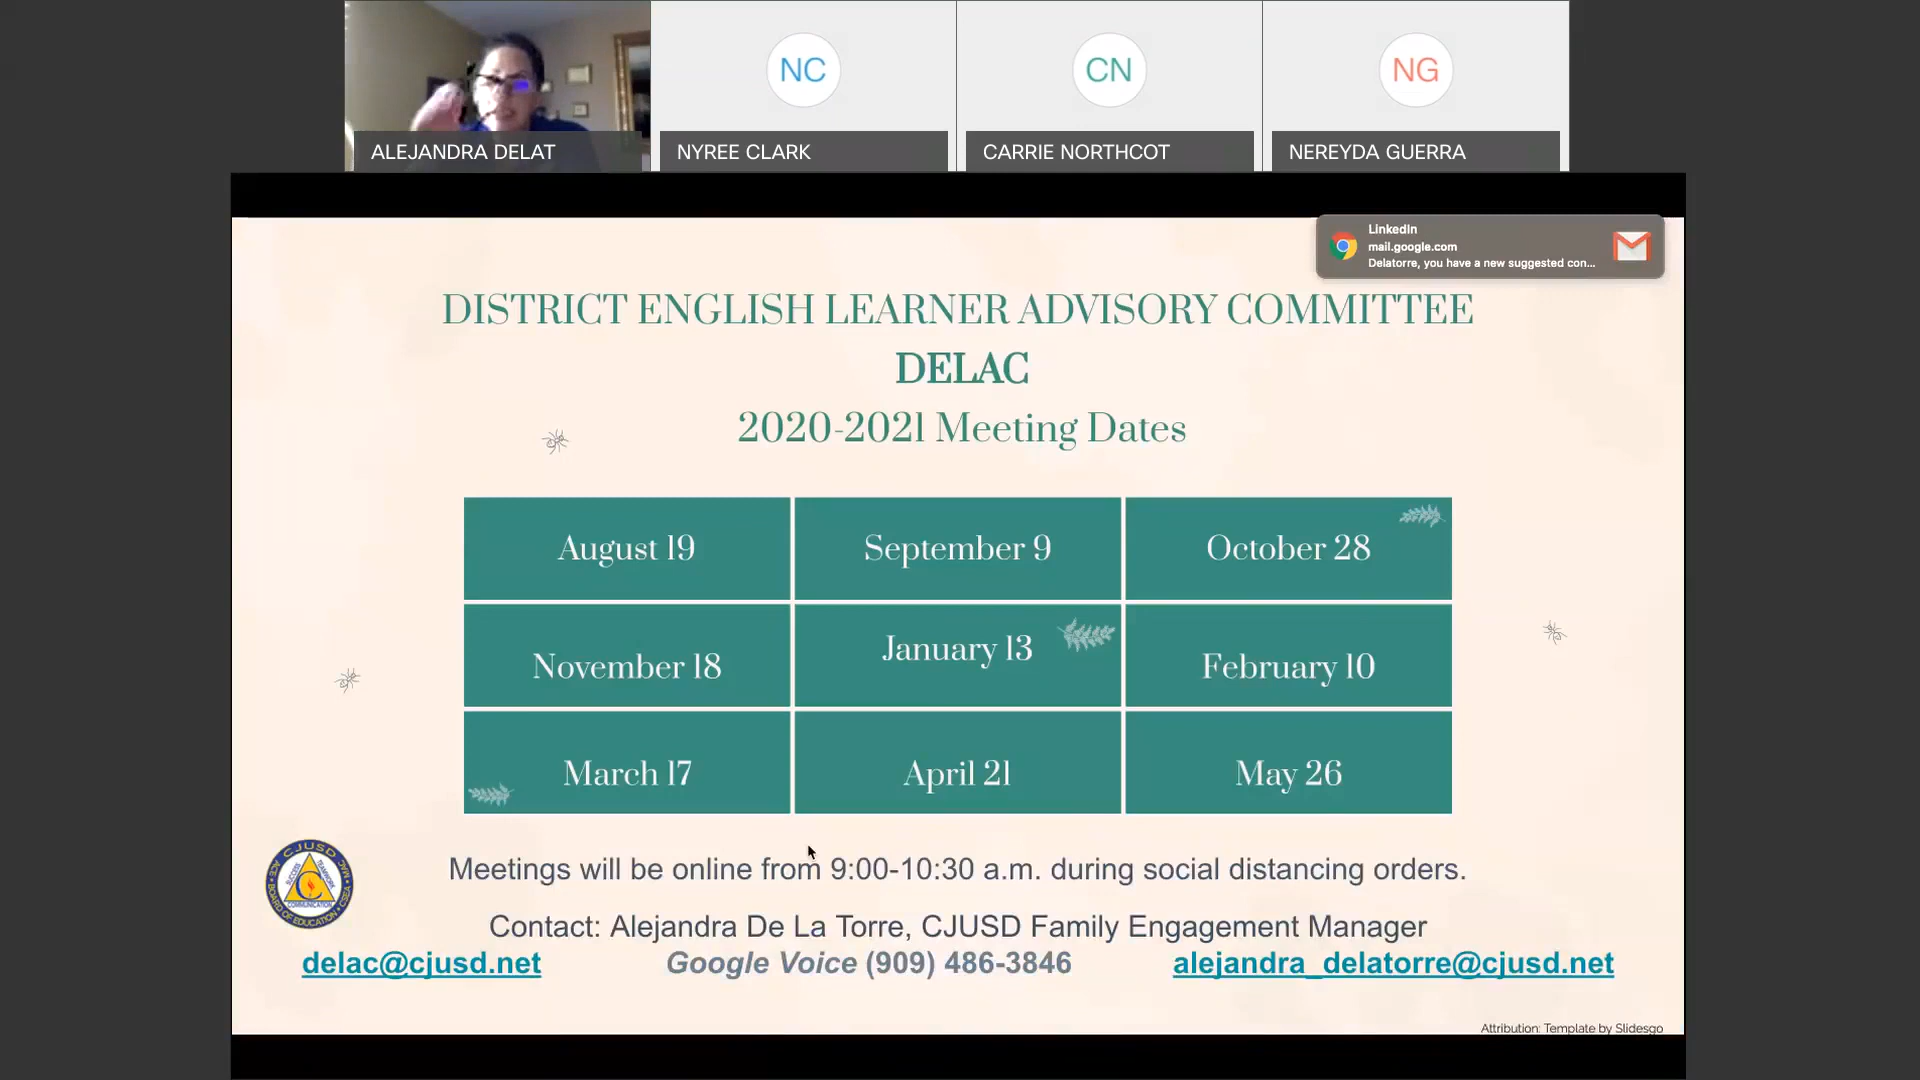 NC
CN
NG
ALEJANDRA DELAT
NYREE CLARK
CARRIE NORTHCOT
NEREYDA GUERRA
LinkedIn
mail.google.com
Delatorre, you have a new suggested con...
DISTRICT ENGLISH LEARNER ADVISORY COMMITTEE
DELAC
2020-2021 Meeting Dates
August 19
September 9
October 28
November 18
January 13
February 10
March 17
April 21
May 26
CJUSD
BOARD OF EDUCATION
Meetings will be online from 9:00-10:30 a.m. during social distancing orders.
Contact: Alejandra De La Torre, CJUSD Family Engagement Manager
delac@cjusd.net
Google Voice (909) 486-3846
alejandra_delatorre@cjusd.net
Attribution: Template by Slidesgo